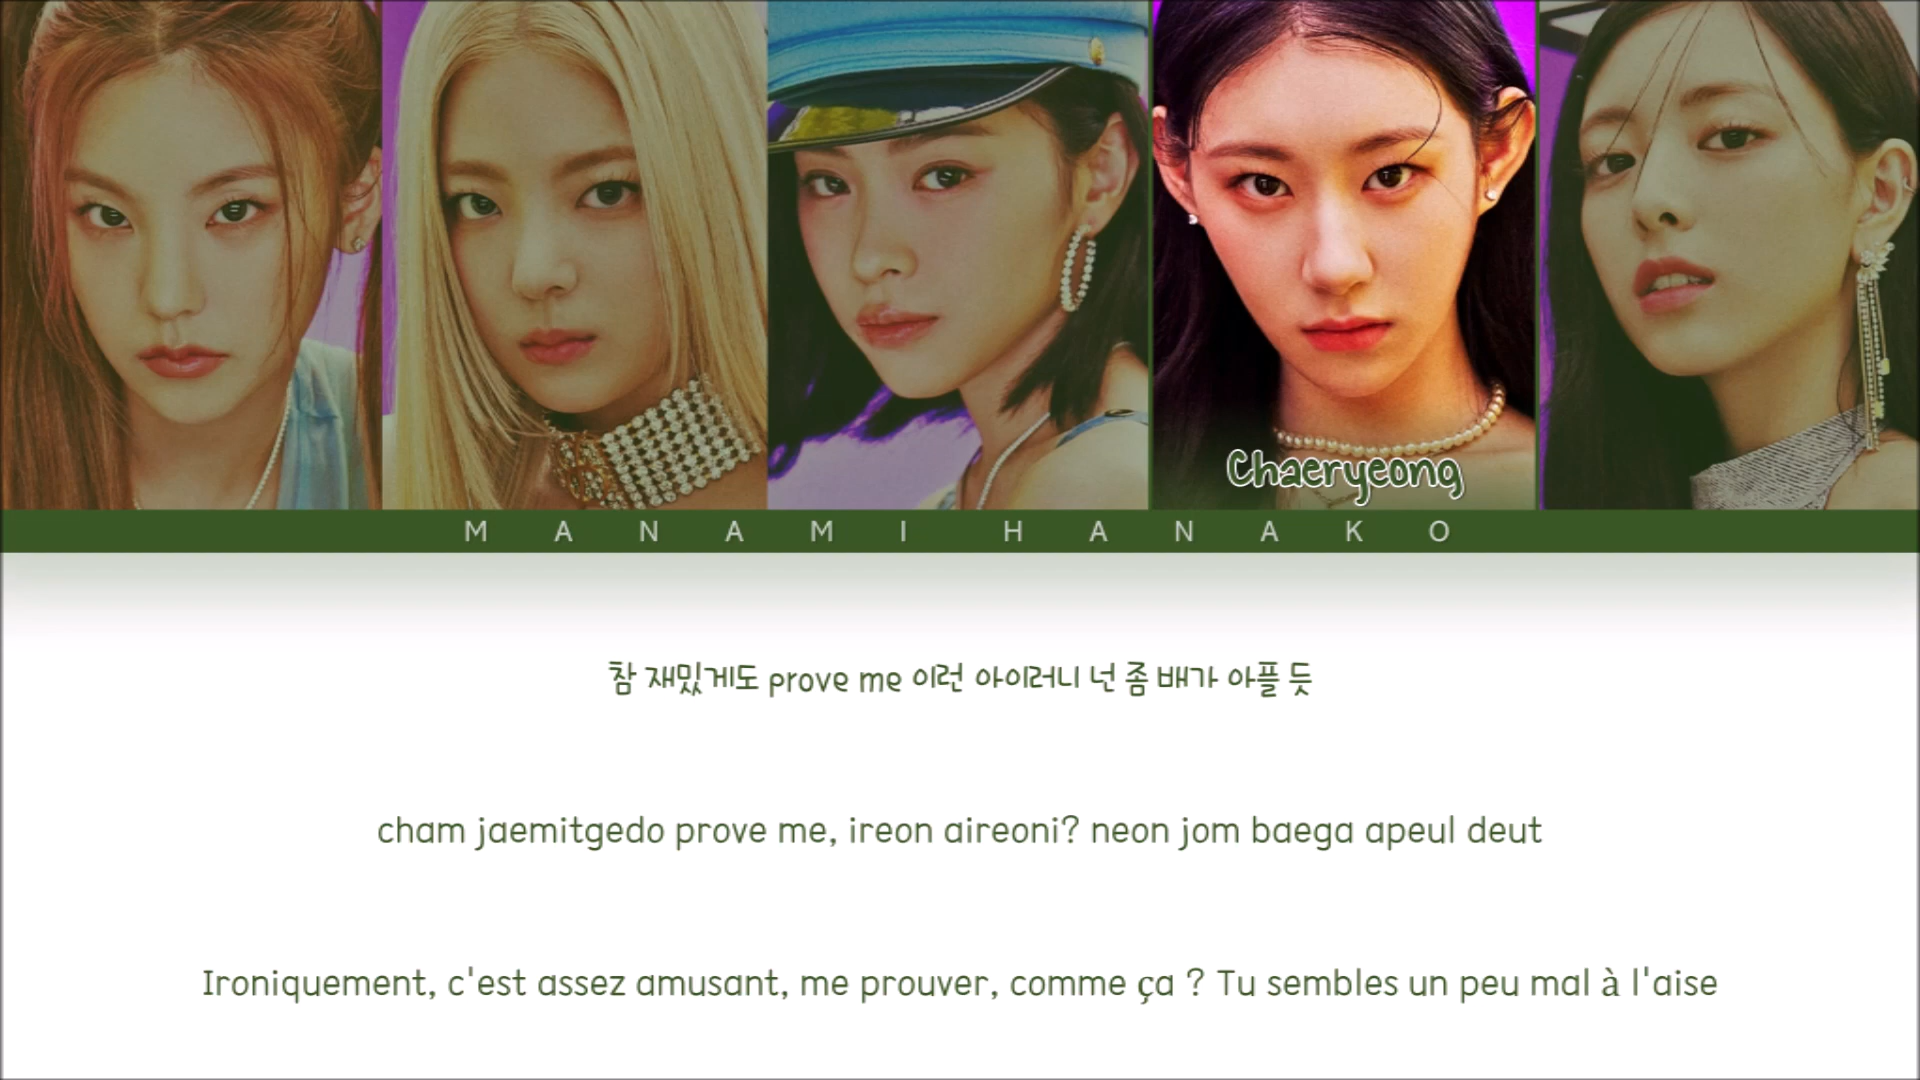 Chaeryeong
MANAMI HANAKO
참 재밌게도 prove me 이런 아이러니 넌 좀 배가 아플 듯
cham jaemitgedo prove me, ireon aireoni? neon jom baega apeul deut
Ironiquement, c'est assez amusant, me prouver, comme ça ? Tu sembles un peu mal à l'aise